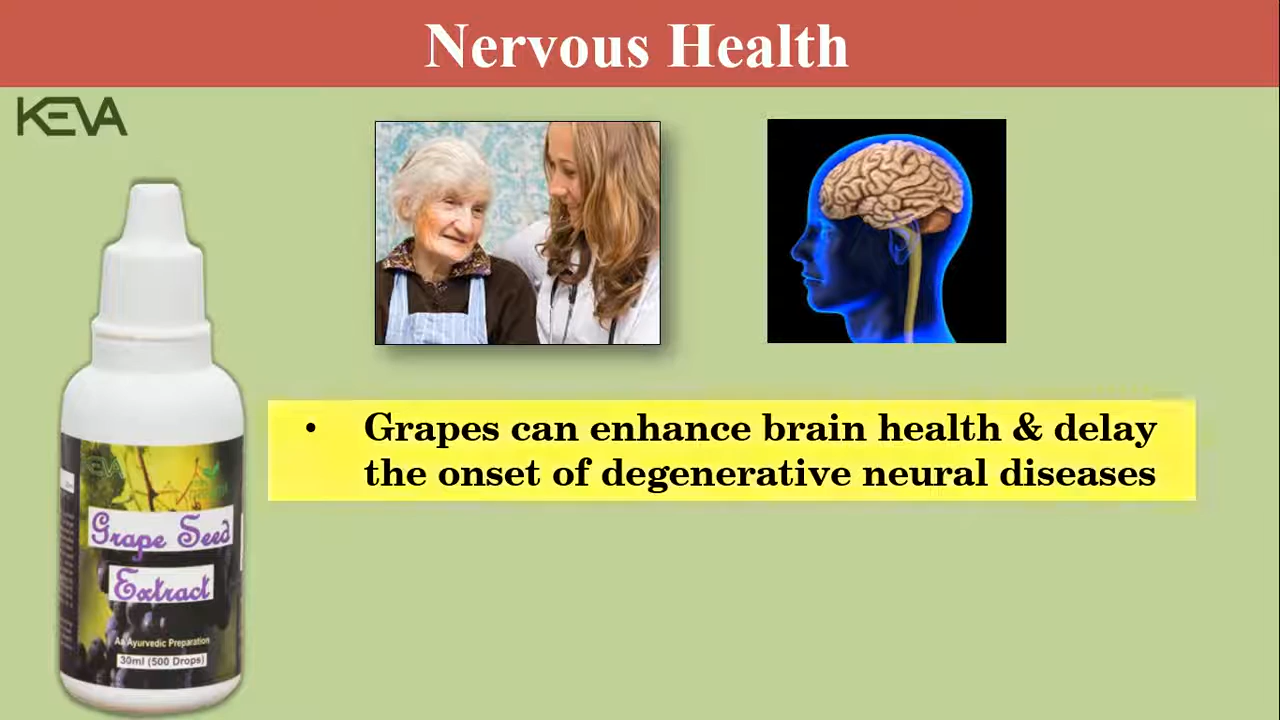 Nervous Health
KEVA
• Grapes can enhance brain health & delay
the onset of degenerative neural diseases
KEVA
Grape Seed
Extract
An Ayurvedic Preparation
30ml (500 Drops)